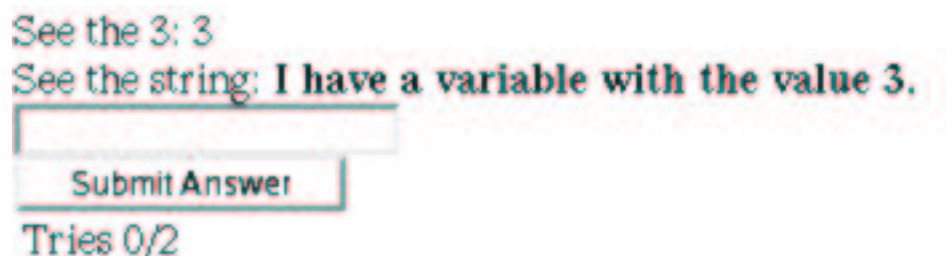 See the 3: 3
See the string: I have a variable with the value 3.
Submit Answer
Tries 0/2